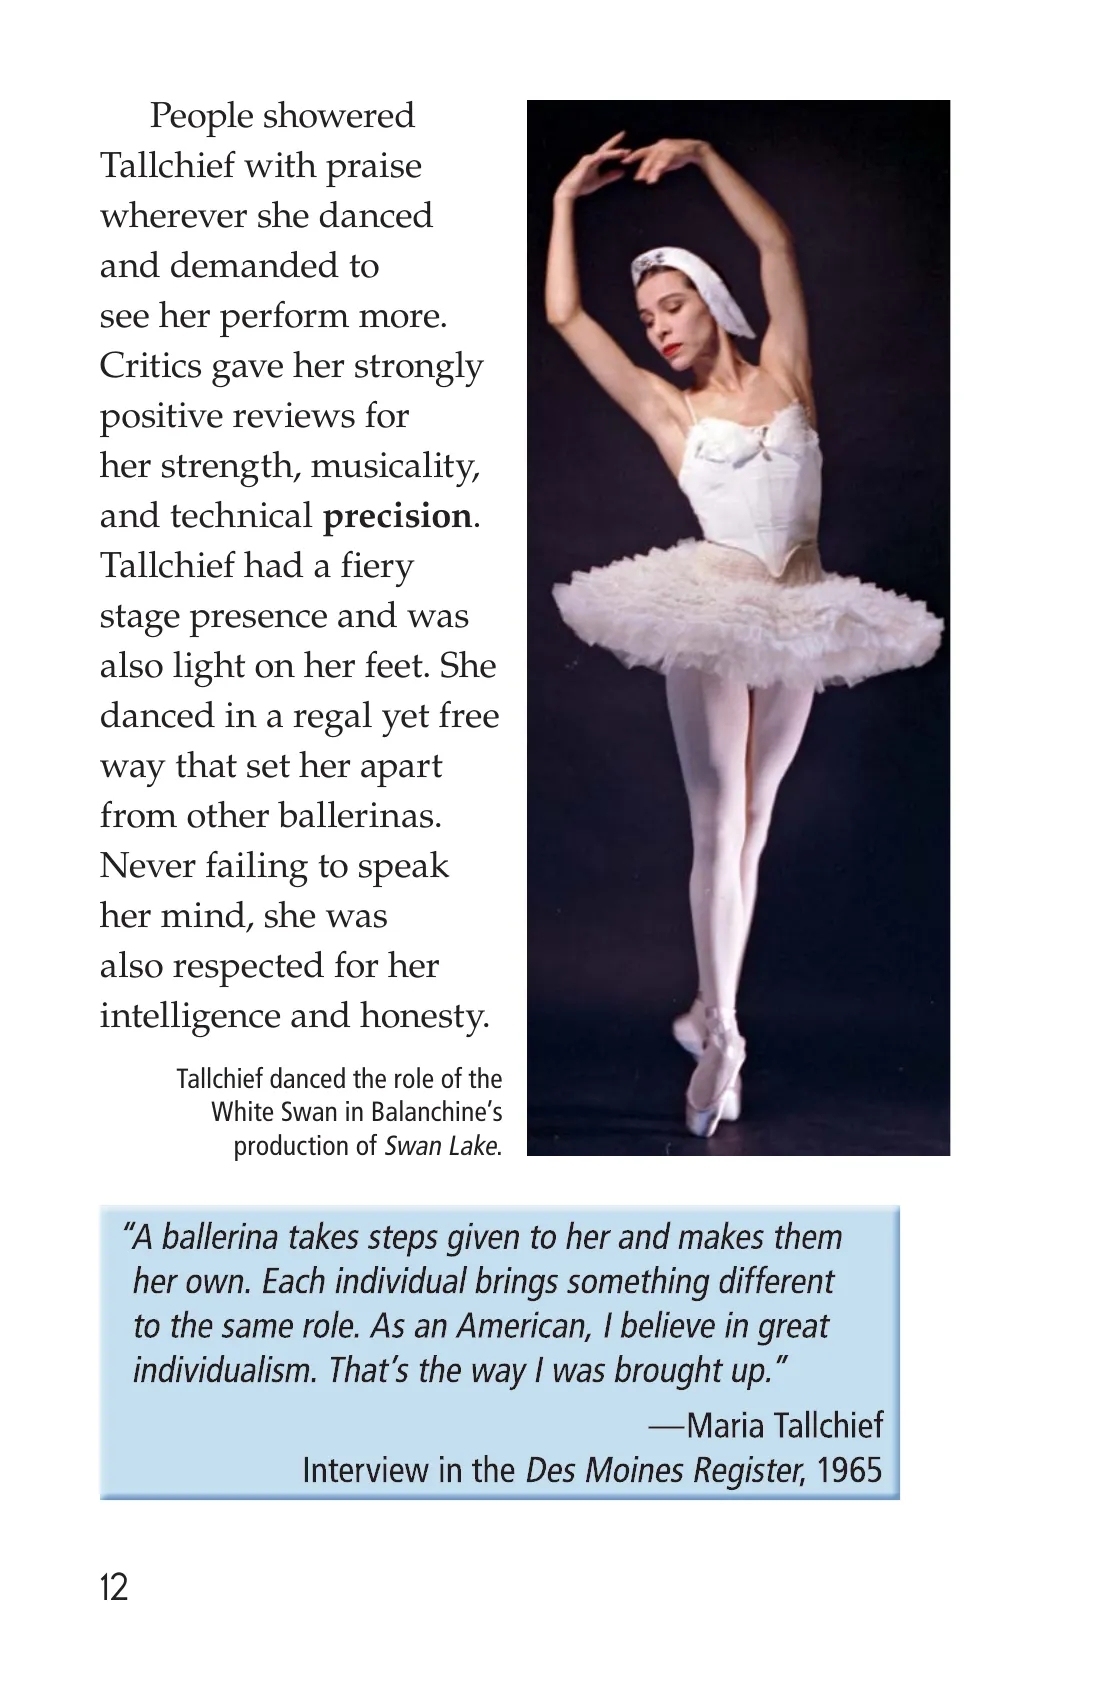 People showered
Tallchief with praise
wherever she danced
and demanded to
see her perform more.
Critics gave her strongly
positive reviews for
her strength, musicality,
and technical precision.
Tallchief had a fiery
stage presence and was
also light on her feet. She
danced in a regal yet free
way that set her apart
from other ballerinas.
Never failing to speak
her mind, she was
also respected for her
intelligence and honesty.
Tallchief danced the role of the
White Swan in Balanchine’s
production of Swan Lake.
“A ballerina takes steps given to her and makes them
her own. Each individual brings something different
to the same role. As an American, I believe in great
individualism. That’s the way I was brought up.”
—Maria Tallchief
Interview in the Des Moines Register, 1965
12